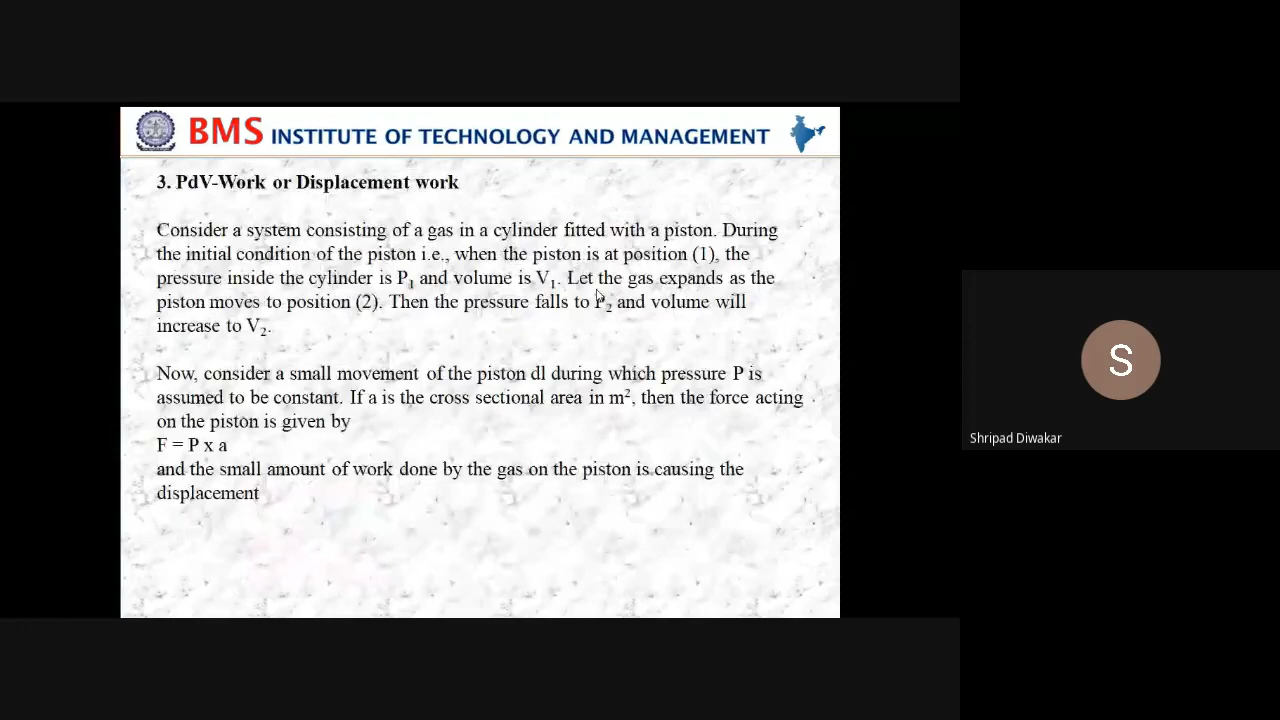 BMS INSTITUTE OF TECHNOLOGY AND MANAGEMENT
3. PdV-Work or Displacement work
Consider a system consisting of a gas in a cylinder fitted with a piston. During
the initial condition of the piston i.e., when the piston is at position (1), the
pressure inside the cylinder is P₁ and volume is V₁. Let the gas expands as the
piston moves to position (2). Then the pressure falls to P₂ and volume will
increase to V₂.
Now, consider a small movement of the piston dl during which pressure P is
assumed to be constant. If a is the cross sectional area in m², then the force acting
on the piston is given by
F = P x a
and the small amount of work done by the gas on the piston is causing the
displacement
S
Shripad Diwakar